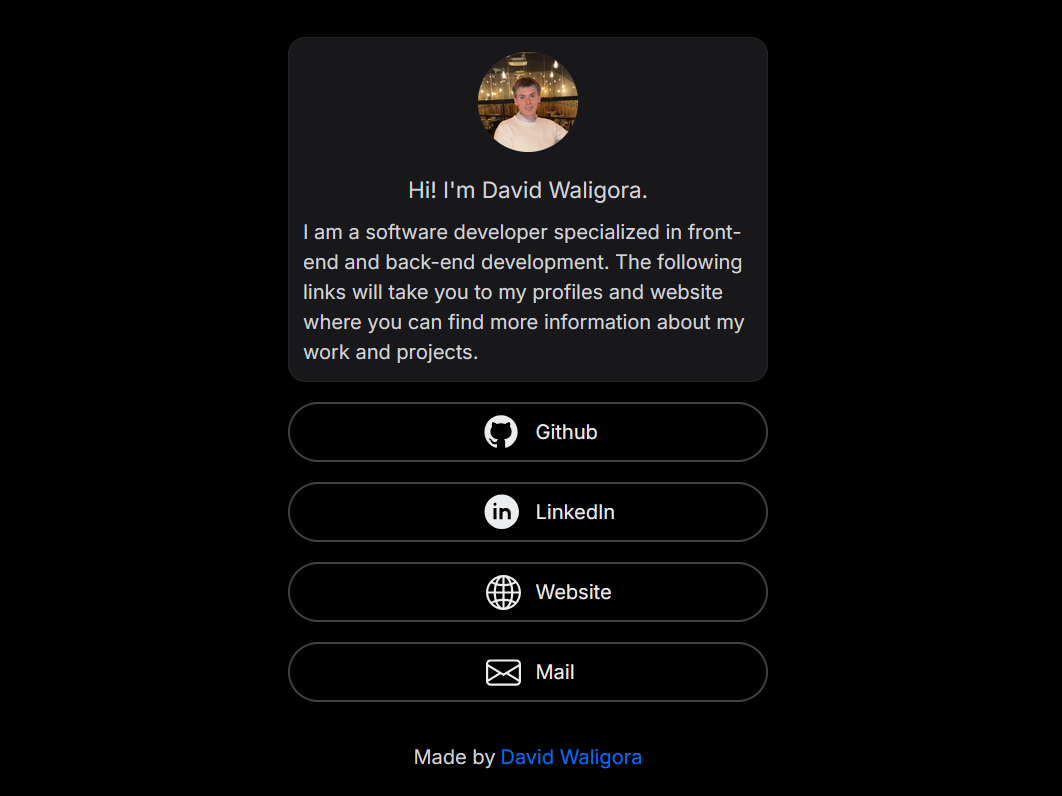 Hi! I'm David Waligora.
I am a software developer specialized in front-
end and back-end development. The following
links will take you to my profiles and website
where you can find more information about my
work and projects.
Github
in LinkedIn
Website
Mail
Made by David Waligora